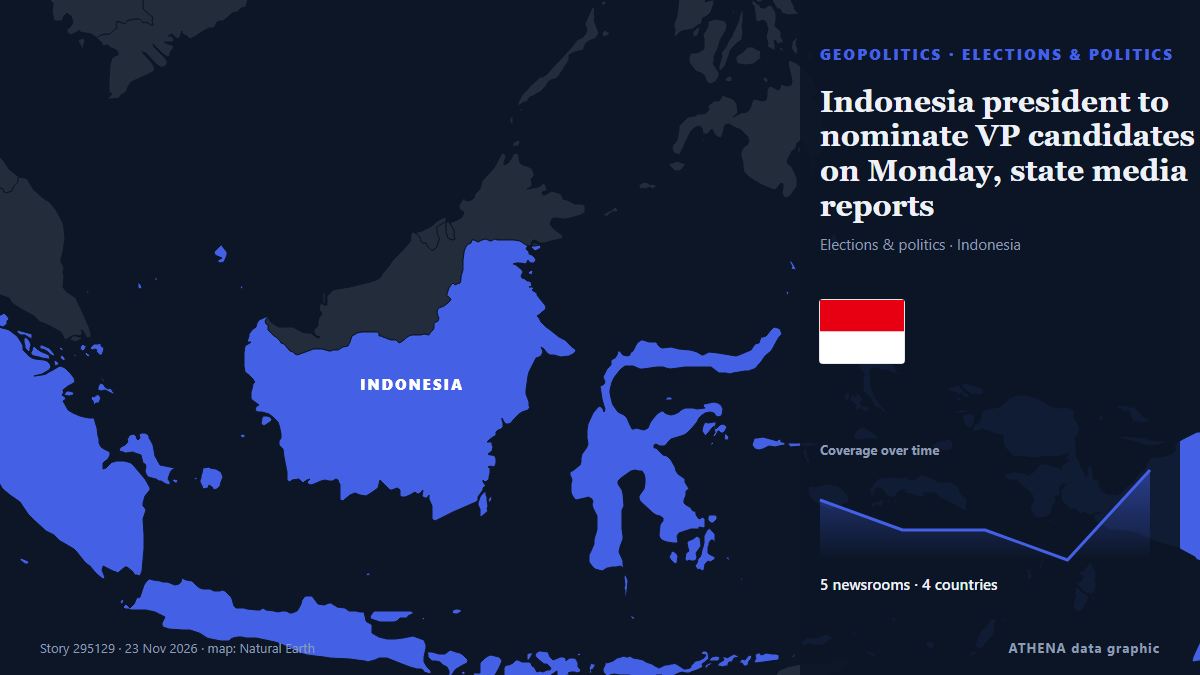 GEOPOLITICS · ELECTIONS & POLITICS
Indonesia president to
nominate VP candidates
on Monday, state media
reports
Elections & politics · Indonesia
INDONESIA
Coverage over time
5 newsrooms · 4 countries
Story 295129 · 23 Nov 2026 · map: Natural Earth
ATHENA data graphic